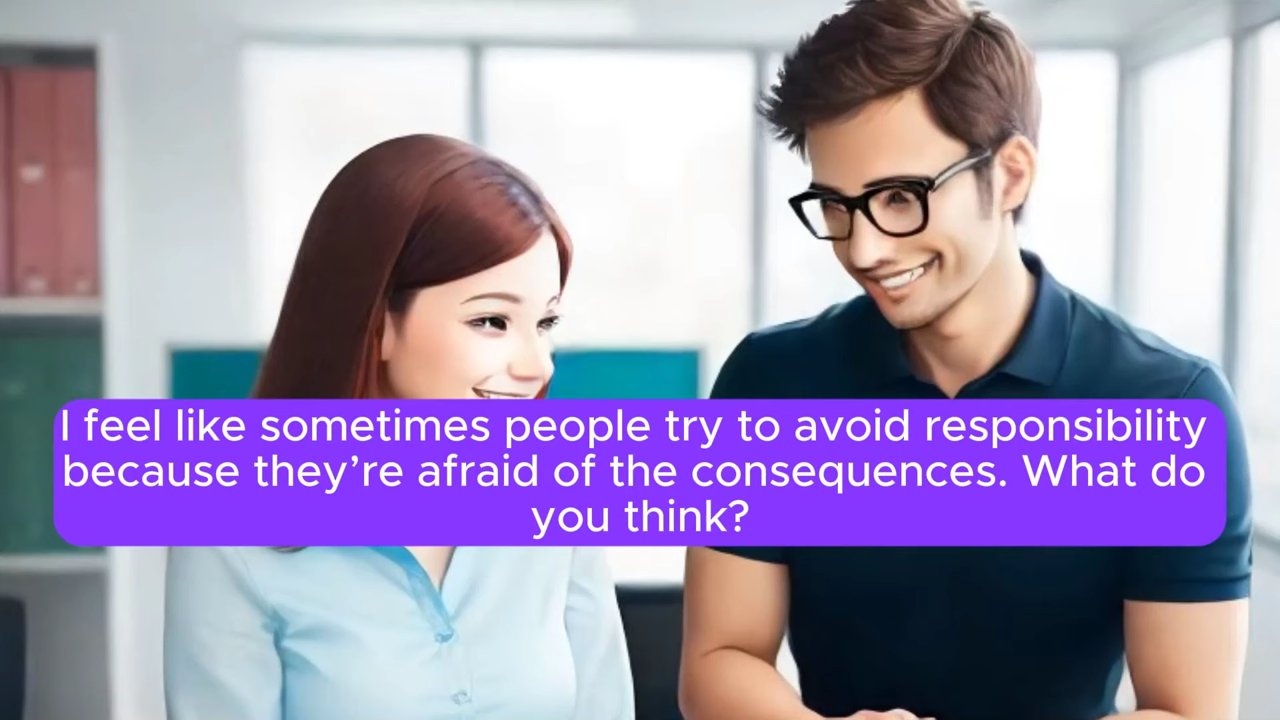 I feel like sometimes people try to avoid responsibility
because they’re afraid of the consequences. What do
you think?